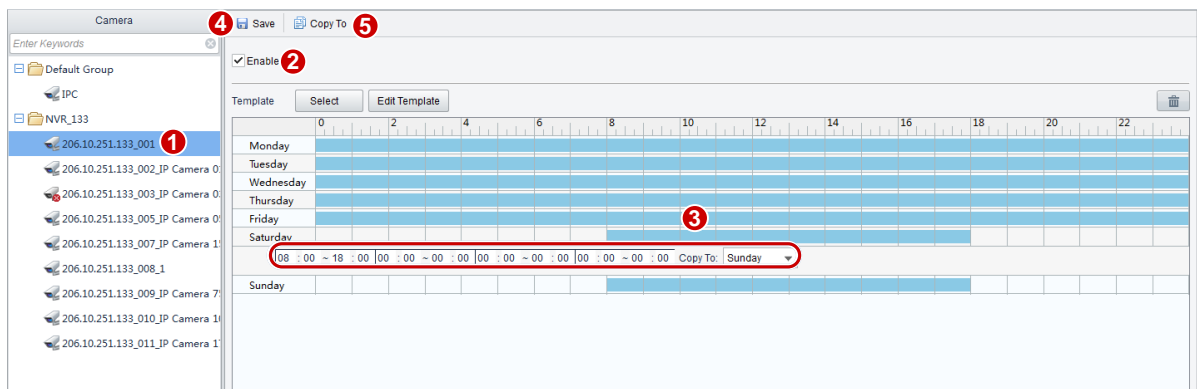 Camera
Enter Keywords
Default Group
IPC
NVR_133
206.10.251.133_001 1
206.10.251.133_002_IP Camera 0
206.10.251.133_003_IP Camera 0
206.10.251.133_005_IP Camera 0
206.10.251.133_007_IP Camera 1
206.10.251.133_008_1
206.10.251.133_009_IP Camera 7
206.10.251.133_010_IP Camera 1
206.10.251.133_011_IP Camera 1
4 Save Copy To 5
Enable 2
Template Select Edit Template
0 2 4 6 8 10 12 14 16 18 20 22
Monday
Tuesday
Wednesday
Thursday
Friday
3
Saturday
08 : 00 ~ 18 : 00 00 : 00 ~ 00 : 00 00 : 00 ~ 00 : 00 00 : 00 ~ 00 : 00 Copy To: Sunday
Sunday